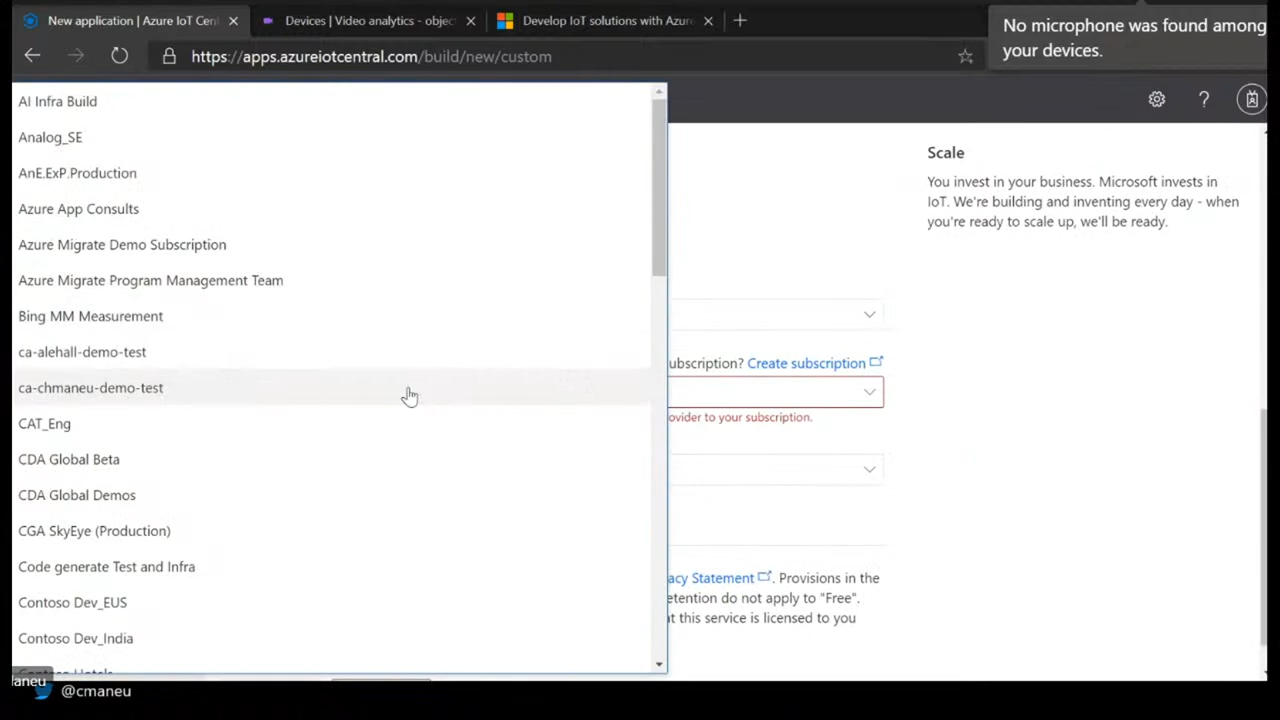 New application | Azure IoT Cent
Devices | Video analytics - object
Develop IoT solutions with Azure
No microphone was found among
your devices.
https://apps.azureiotcentral.com/build/new/custom
AI Infra Build
Analog_SE
AnE.ExP.Production
Azure App Consults
Azure Migrate Demo Subscription
Azure Migrate Program Management Team
Bing MM Measurement
ca-alehall-demo-test
ca-chmaneu-demo-test
CAT_Eng
CDA Global Beta
CDA Global Demos
CGA SkyEye (Production)
Code generate Test and Infra
Contoso Dev_EUS
Contoso Dev_India
Contoso Hotels
Scale
You invest in your business. Microsoft invests in
IoT. We're building and inventing every day - when
you're ready to scale up, we'll be ready.
ubscription? Create subscription
ovider to your subscription.
acy Statement. Provisions in the
etention do not apply to "Free".
t this service is licensed to you
aneu
@cmaneu